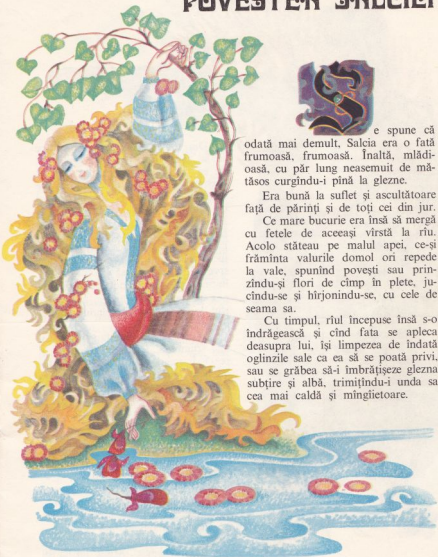 POVESTEA SALCIEI
Se spune că
odată mai demult, Salcia era o fată
frumoasă, frumoasă. Înaltă, mlădi-
oasă, cu păr lung neasemuit de mă-
tăsos curgîndu-i pînă la glezne.
Era bună la suflet și ascultătoare
față de părinți și de toți cei din jur.
Ce mare bucurie era însă să mergă
cu fetele de aceeași vîrstă la rîu.
Acolo stăteau pe malul apei, ce-și
frămînta valurile domol ori repede
la vale, spunînd povești sau prin-
zîndu-și flori de cîmp în plete, ju-
cîndu-se și hîrjonindu-se, cu cele de
seama sa.
Cu timpul, rîul începuse însă s-o
îndrăgească și cînd fata se apleca
deasupra lui, își limpezea de îndată
oglinzile sale ca ea să se poată privi,
sau se grăbea să-i îmbrățișeze glezna
subțire și albă, trimițîndu-i unda sa
cea mai caldă și mîngîietoare.